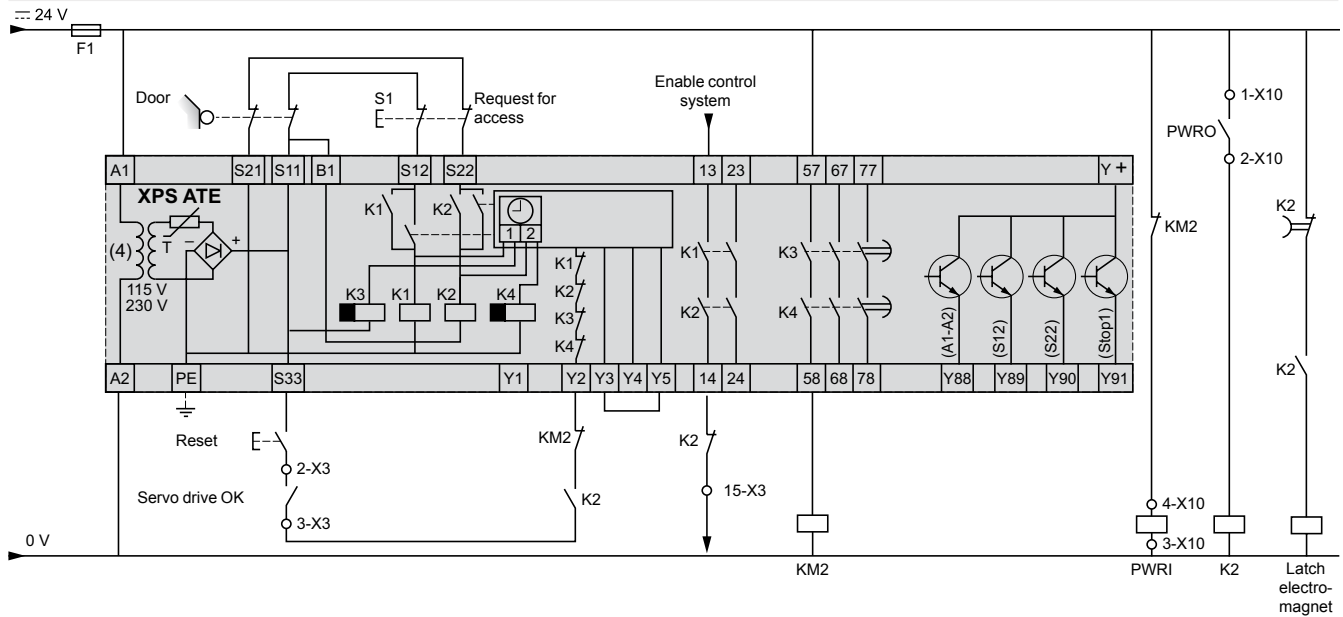 24 V
F1
Door
S1
Request for
access
Enable control
system
1-X10
PWRO
2-X10
A1
S21
S11
B1
S12
S22
13
23
57
67
77
Y +
XPS ATE
(4)
T
–
+
115 V
230 V
K1
K2
1
2
K3
K1
K2
K4
K1
K2
K3
K4
K1
K2
K3
K4
(A1-A2)
(S12)
(S22)
(Stop1)
KM2
K2
A2
PE
S33
Y1
Y2
Y3
Y4
Y5
14
24
58
68
78
Y88
Y89
Y90
Y91
K2
Reset
KM2
K2
2-X3
Servo drive OK
K2
15-X3
3-X3
4-X10
3-X10
0 V
KM2
PWRI
K2
Latch
electro-
magnet